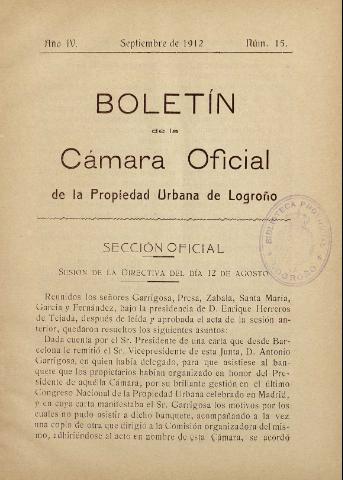 Año IV. Septiembre de 1912 Núm. 15.
BOLETÍN
de la
Cámara Oficial
de la Propiedad Urbana de Logroño
BIBLIOTECA
LOGROÑO
SECCIÓN OFICIAL
SESIÓN DE LA DIRECTIVA DEL DÍA 12 DE AGOSTO
Reunidos los señores Garrigosa, Presa, Zabala, Santa María,
García y Fernández, bajo la presidencia de D. Enrique Herreros
de Tejada, después de leída y aprobada el acta de la sesión an-
terior, quedaron resueltos los siguientes asuntos:
Dada cuenta por el Sr. Presidente de una carta que desde Bar-
celona le remitió el Sr. Vicepresidente de esta Junta, D. Antonio
Garrigosa, en quien había delegado, para que asistiese al ban-
quete que los propietarios habían organizado en honor del Pre-
sidente de aquélla Cámara, por su brillante gestión en el último
Congreso Nacional de la Propiedad Urbana celebrado en Madrid,
y en cuya carta manifestaba el Sr. Garrigosa los motivos por los
cuales no pudo asistir a dicho banquete, acompañando a la vez
una copia de otra que dirigió a la Comisión organizadora del mis-
mo, adhiriéndose al acto en nombre de esta Cámara, se acordó